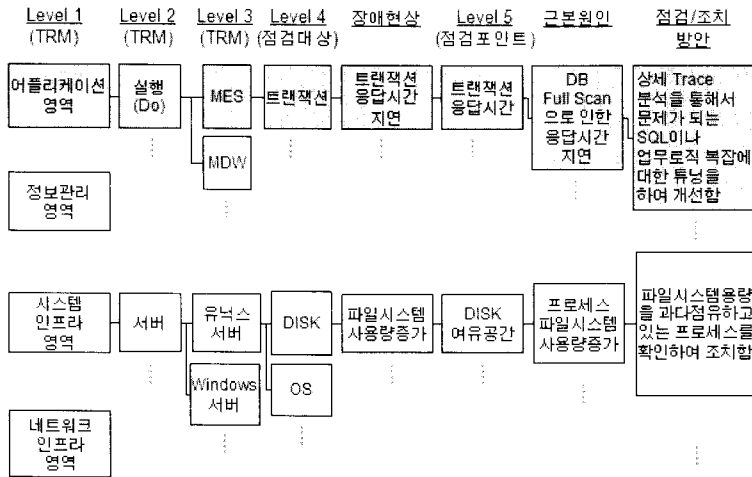 Level 1
(TRM)
Level 2
(TRM)
Level 3
(TRM)
Level 4
(점검대상)
장애현상
Level 5
(점검포인트)
근본원인
점검/조치
방안
어플리케이션
영역
실행
(Do)
MES
MDW
트랜잭션
트랜잭션
응답시간
지연
트랜잭션
응답시간
DB
Full Scan
으로 인한
응답시간
지연
상세 Trace
분석을 통해서
문제가 되는
SQL이나
업무로직 복잡에
대한 튜닝을
하여 개선함
정보관리
영역
시스템
인프라
영역
서버
유닉스
서버
Windows
서버
DISK
OS
파일시스템
사용량증가
DISK
여유공간
프로세스
파일시스템
사용량증가
파일시스템용량
을 과다점유하고
있는 프로세스를
확인하여 조치함
네트워크
인프라
영역